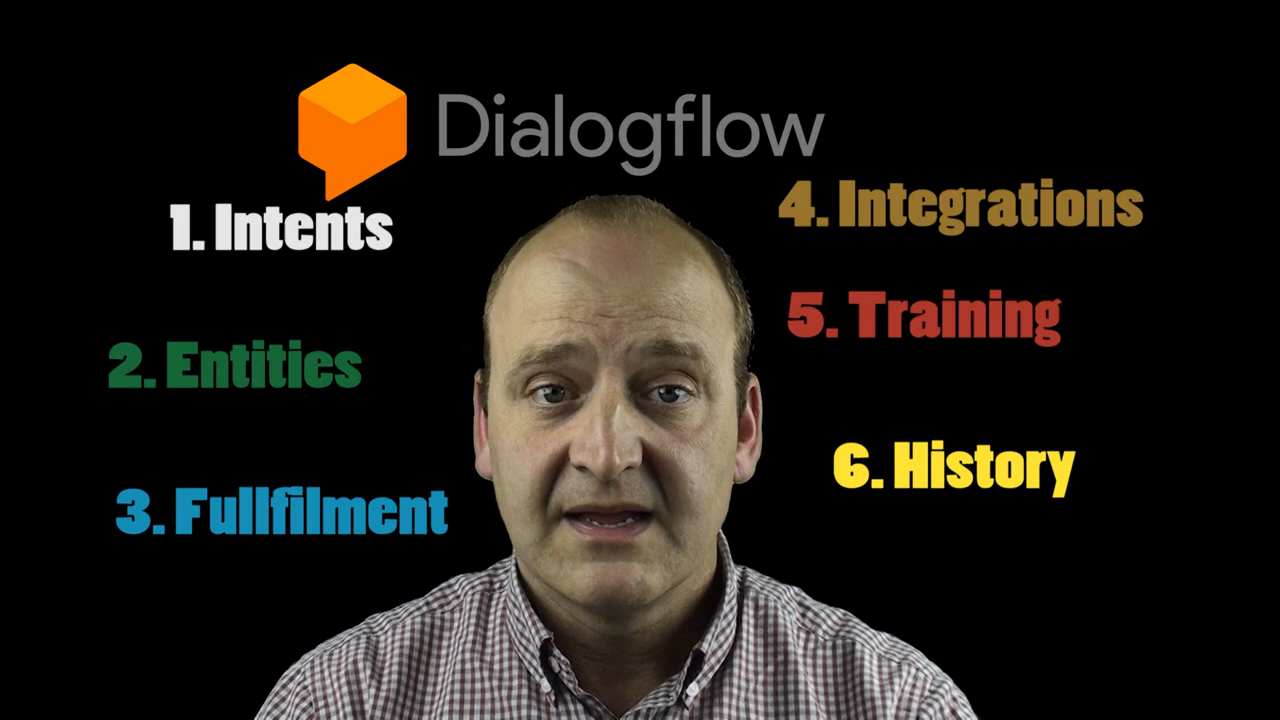 Dialogflow
1. Intents
2. Entities
3. Fullfilment
4. Integrations
5. Training
6. History